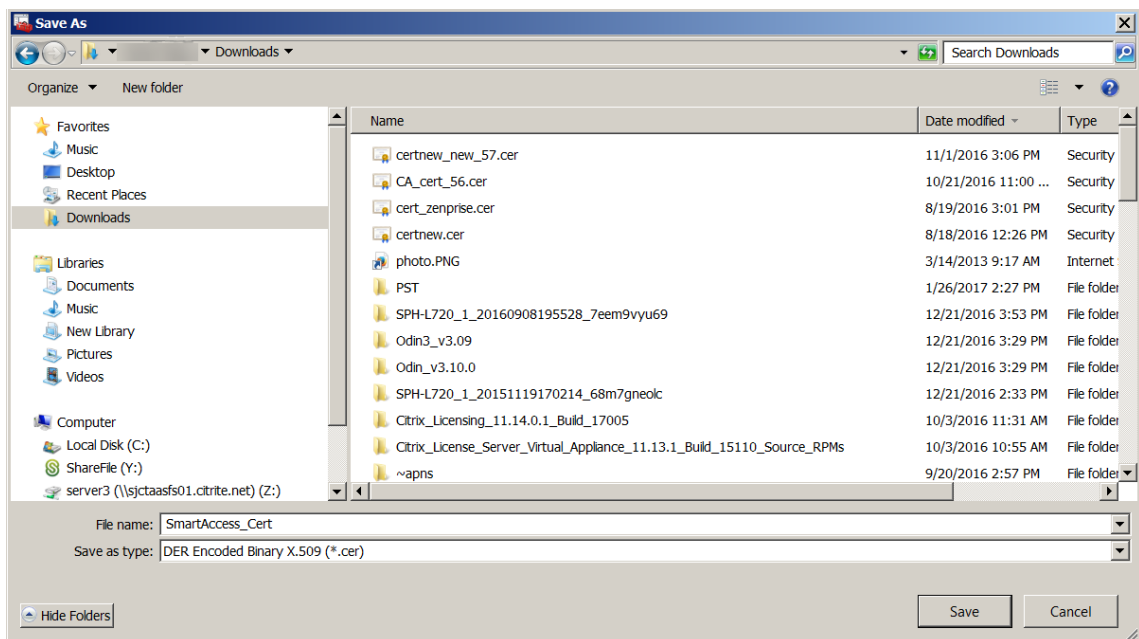 Save As
Downloads
Search Downloads
Organize
New folder
Name
Date modified
Type
Favorites
Music
Desktop
Recent Places
Downloads
Libraries
Documents
Music
New Library
Pictures
Videos
Computer
Local Disk (C:)
ShareFile (Y:)
server3 (\\sjctaasfs01.citrite.net) (Z:)
certnew_new_57.cer 11/1/2016 3:06 PM Security
CA_cert_56.cer 10/21/2016 11:00 ... Security
cert_zenprise.cer 8/19/2016 3:01 PM Security
certnew.cer 8/18/2016 12:26 PM Security
photo.PNG 3/14/2013 9:17 AM Internet
PST 1/26/2017 2:27 PM File folder
SPH-L720_1_20160908195528_7eem9vyu69 12/21/2016 3:53 PM File folder
Odin3_v3.09 12/21/2016 3:29 PM File folder
Odin_v3.10.0 12/21/2016 3:29 PM File folder
SPH-L720_1_20151119170214_68m7gneolc 12/21/2016 2:33 PM File folder
Citrix_Licensing_11.14.0.1_Build_17005 10/3/2016 11:31 AM File folder
Citrix_License_Server_Virtual_Appliance_11.13.1_Build_15110_Source_RPMs 10/3/2016 10:55 AM File folder
~apns 9/20/2016 2:57 PM File folder
File name: SmartAccess_Cert
Save as type: DER Encoded Binary X.509 (*.cer)
Hide Folders
Save
Cancel